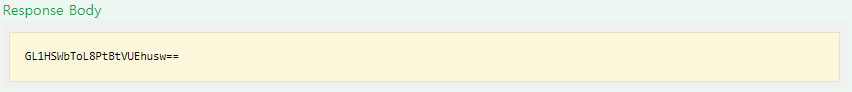 Response Body
GL1HSWbToL8PtBtVUEhusw==